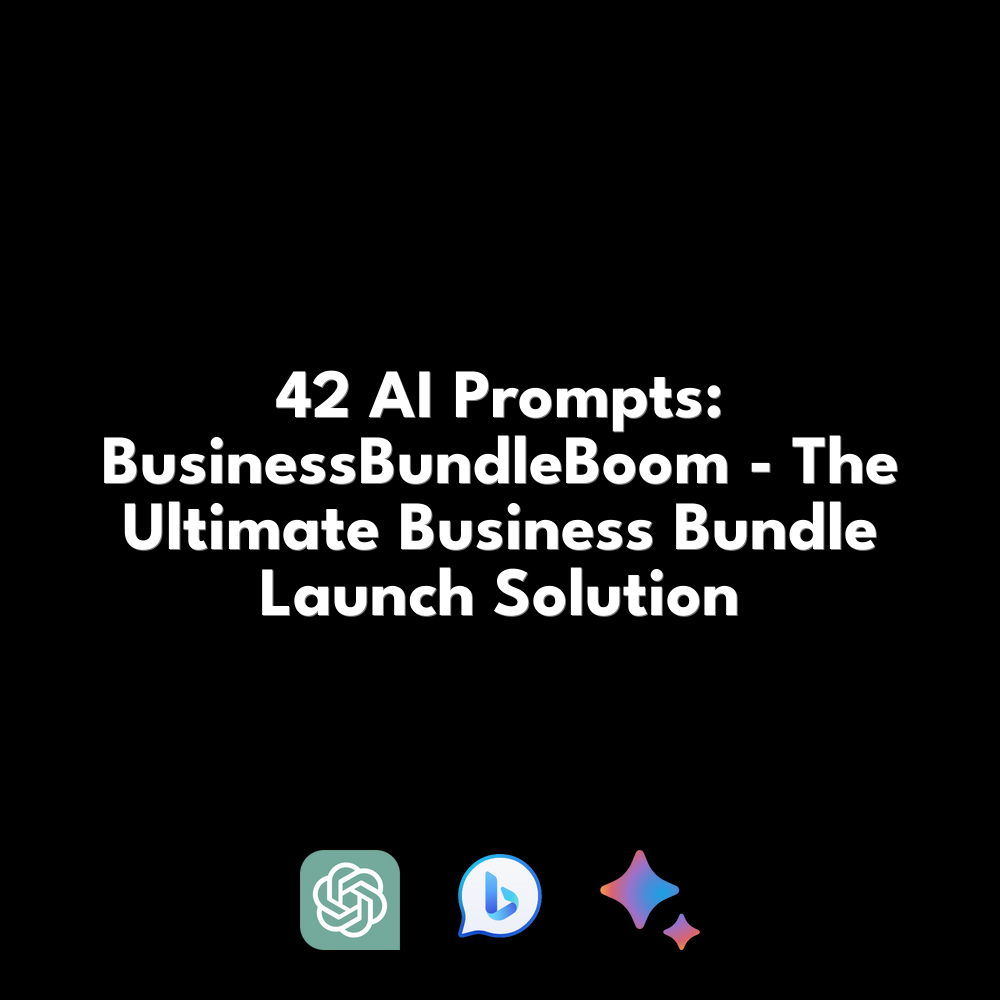 42 AI Prompts:
BusinessBundleBoom - The
Ultimate Business Bundle
Launch Solution